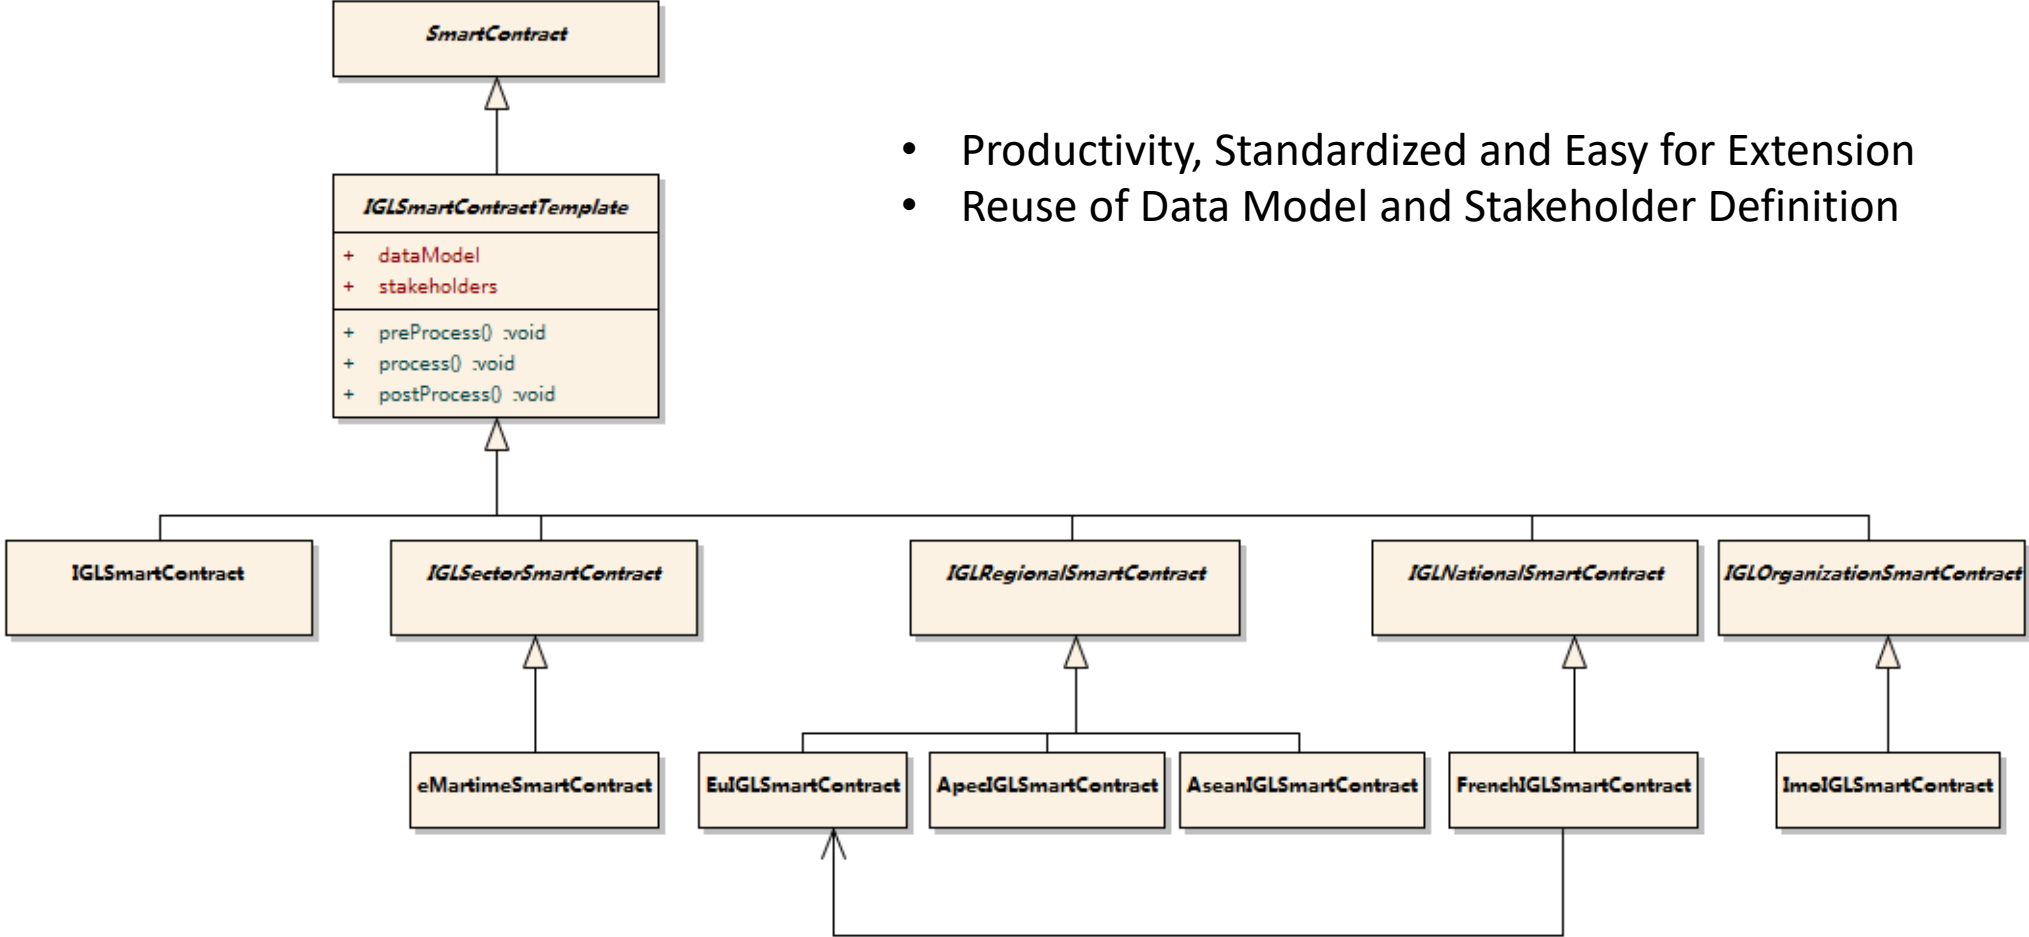 SmartContract
• Productivity, Standardized and Easy for Extension
• Reuse of Data Model and Stakeholder Definition
IGLSmartContractTemplate
+ dataModel
+ stakeholders
+ preProcess() :void
+ process() :void
+ postProcess() :void
IGLSmartContract
IGLSectorSmartContract
IGLRegionalSmartContract
IGLNationalSmartContract
IGLOrganizationSmartContract
eMartimeSmartContract
EuIGLSmartContract
ApecIGLSmartContract
AseanIGLSmartContract
FrenchIGLSmartContract
ImoIGLSmartContract